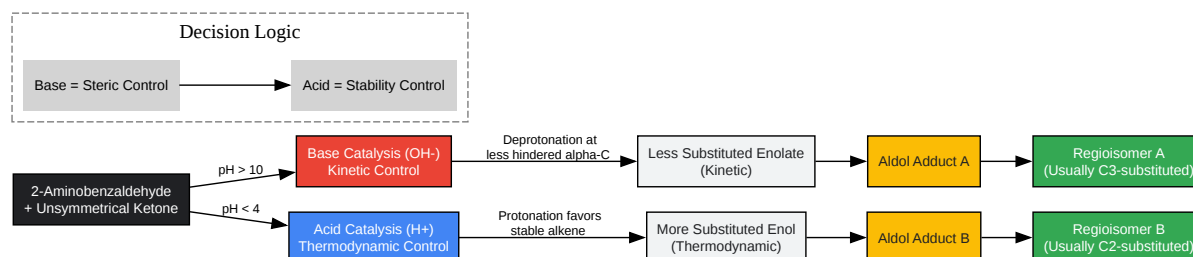 Decision Logic
Base = Steric Control
Acid = Stability Control
2-Aminobenzaldehyde
+ Unsymmetrical Ketone
pH > 10
pH < 4
Base Catalysis (OH-)
Kinetic Control
Deprotonation at
less hindered alpha-C
Less Substituted Enolate
(Kinetic)
Aldol Adduct A
Regioisomer A
(Usually C3-substituted)
Acid Catalysis (H+)
Thermodynamic Control
Protonation favors
stable alkene
More Substituted Enol
(Thermodynamic)
Aldol Adduct B
Regioisomer B
(Usually C2-substituted)